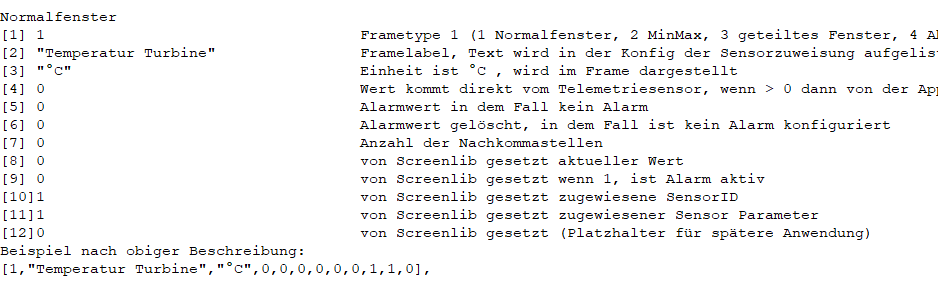 Normalfenster
[1] 1 Frametype 1 (1 Normalfenster, 2 MinMax, 3 geteiltes Fenster, 4
[2] "Temperatur Turbine" Framelabel, Text wird in der Konfig der Sensorzuweisung
[3] "°C" Einheit ist °C , wird im Frame dargestellt
[4] 0 Wert kommt direkt vom Telemetriesensor, wenn > 0 dann von der
[5] 0 Alarmwert in dem Fall kein Alarm
[6] 0 Alarmwert gelöscht, in dem Fall ist kein Alarm konfiguriert
[7] 0 Anzahl der Nachkommastellen
[8] 0 von Screenlib gesetzt aktueller Wert
[9] 0 von Screenlib gesetzt wenn 1, ist Alarm aktiv
[10]1 von Screenlib gesetzt zugewiesene SensorID
[11]1 von Screenlib gesetzt zugewiesener Sensor Parameter
[12]0 von Screenlib gesetzt (Platzhalter für spätere Anwendung)
Beispiel nach obiger Beschreibung:
[1,"Temperatur Turbine","°C",0,0,0,0,0,0,1,1,0],